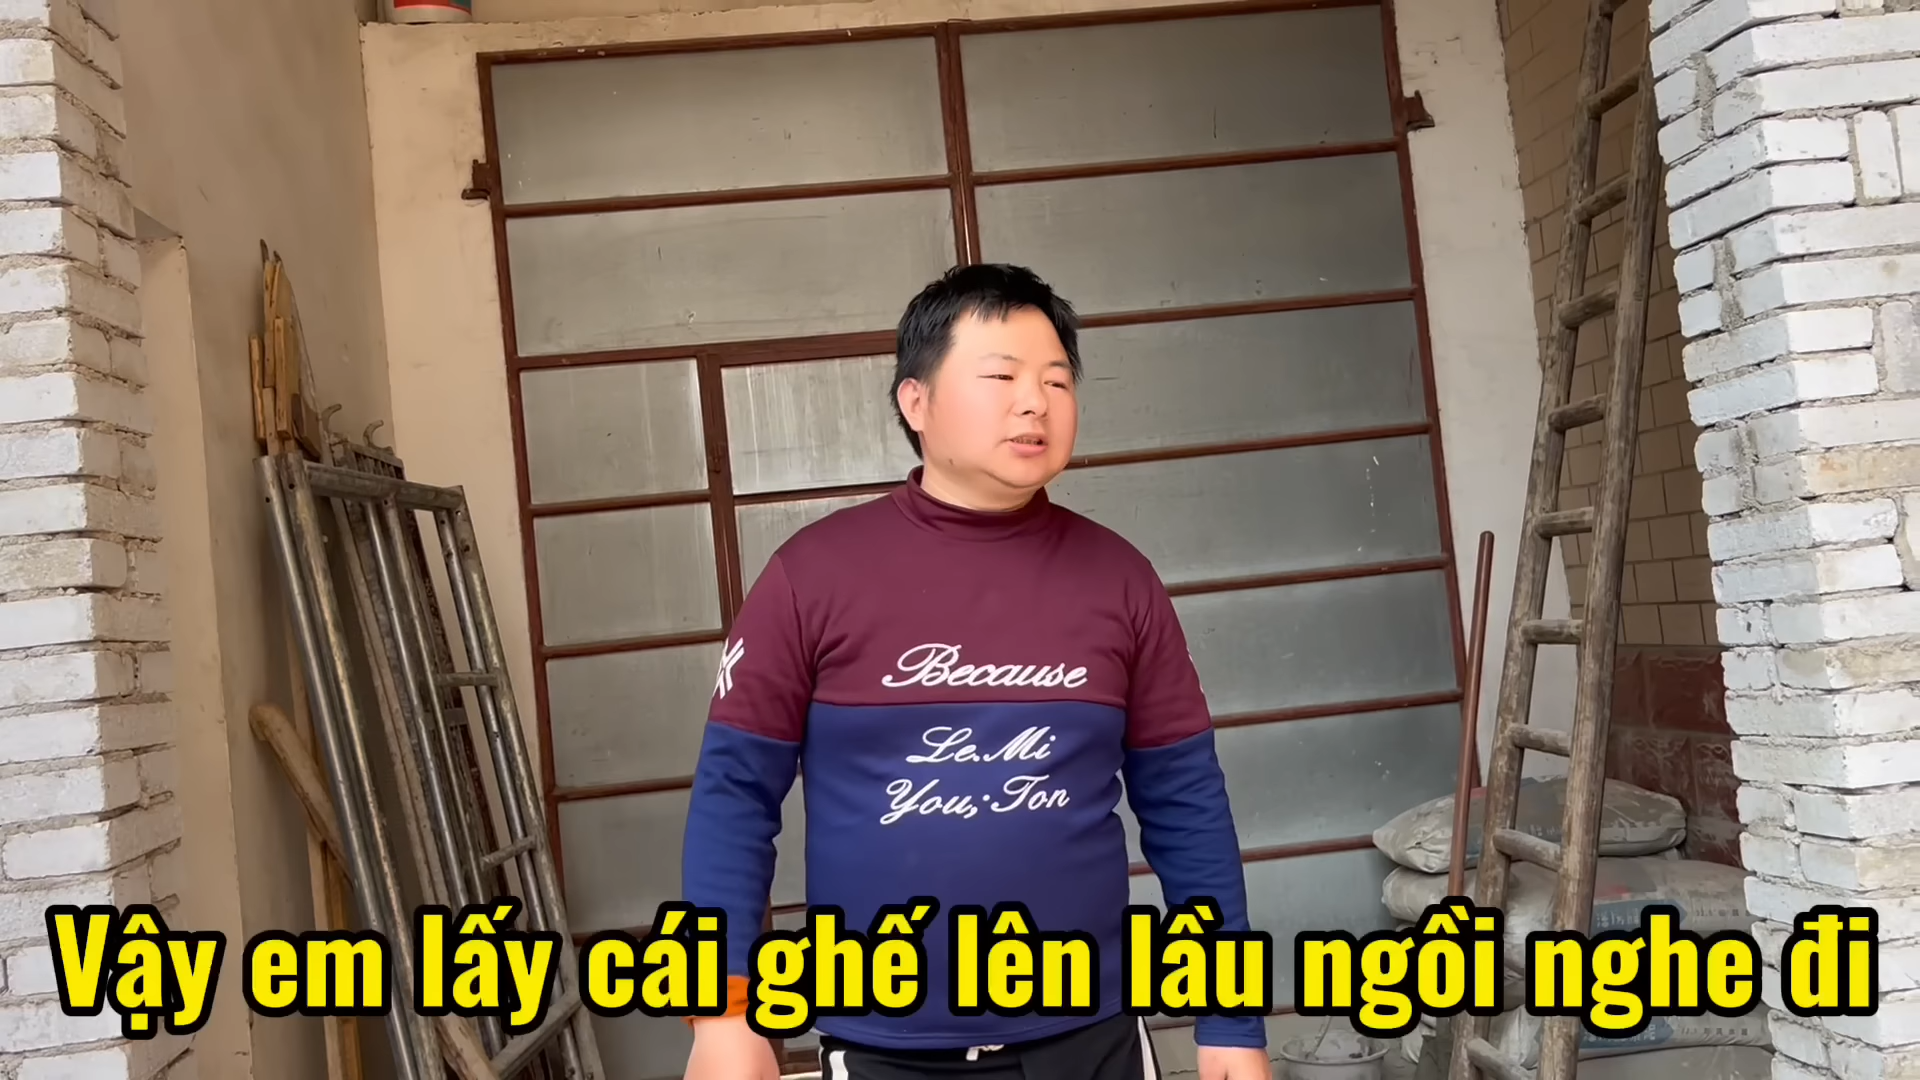 Because
Le.Mi
You;Ton
Vậy em lấy cái ghế lên lầu ngồi nghe đi